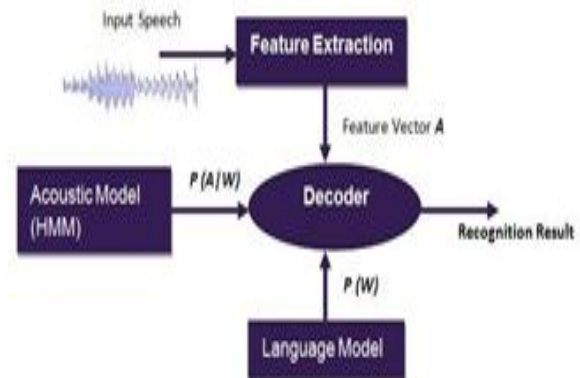 Input Speech
Feature Extraction
Feature Vector A
P (A/W)
Acoustic Model
(HMM)
Decoder
Recognition Result
P (W)
Language Model